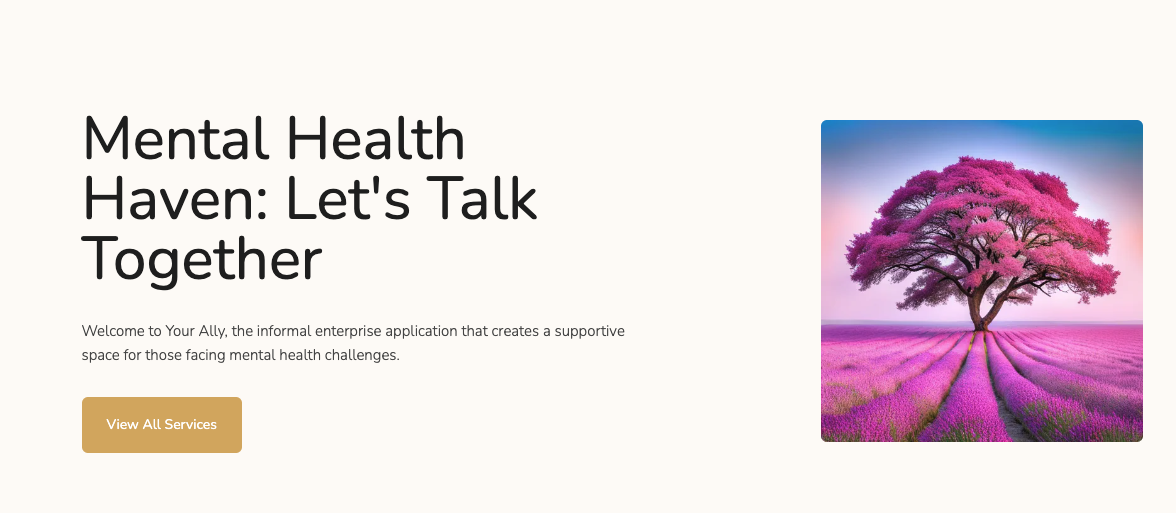 Mental Health
Haven: Let's Talk
Together
Welcome to Your Ally, the informal enterprise application that creates a supportive
space for those facing mental health challenges.
View All Services